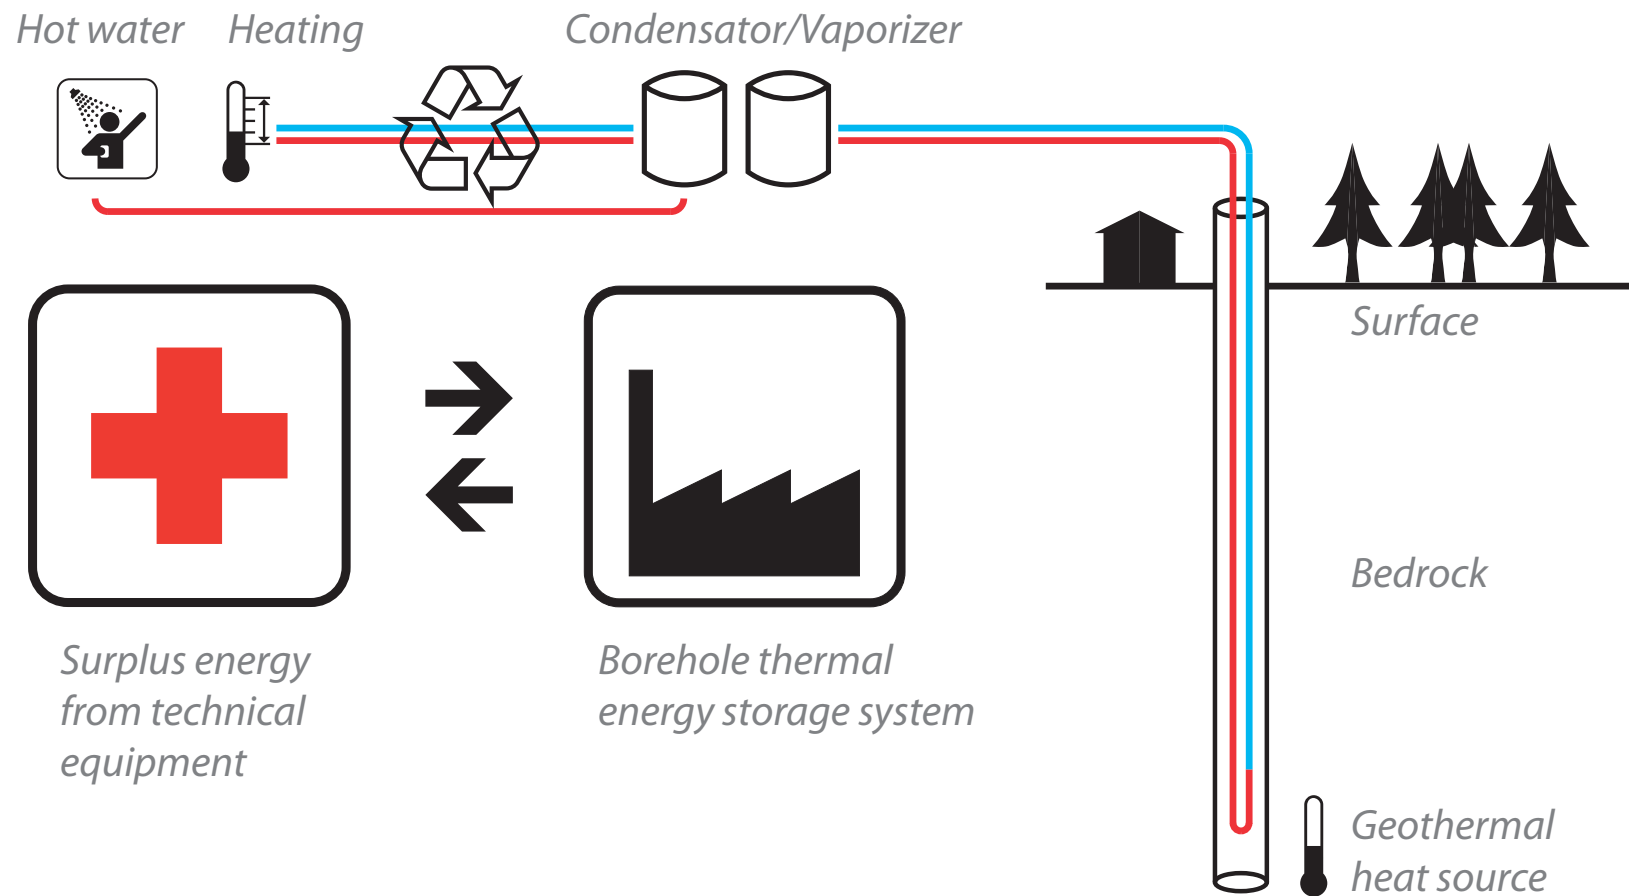 Hot water
Heating
Condensator/Vaporizer
Surface
Bedrock
Surplus energy
from technical
equipment
Borehole thermal
energy storage system
Geothermal
heat source